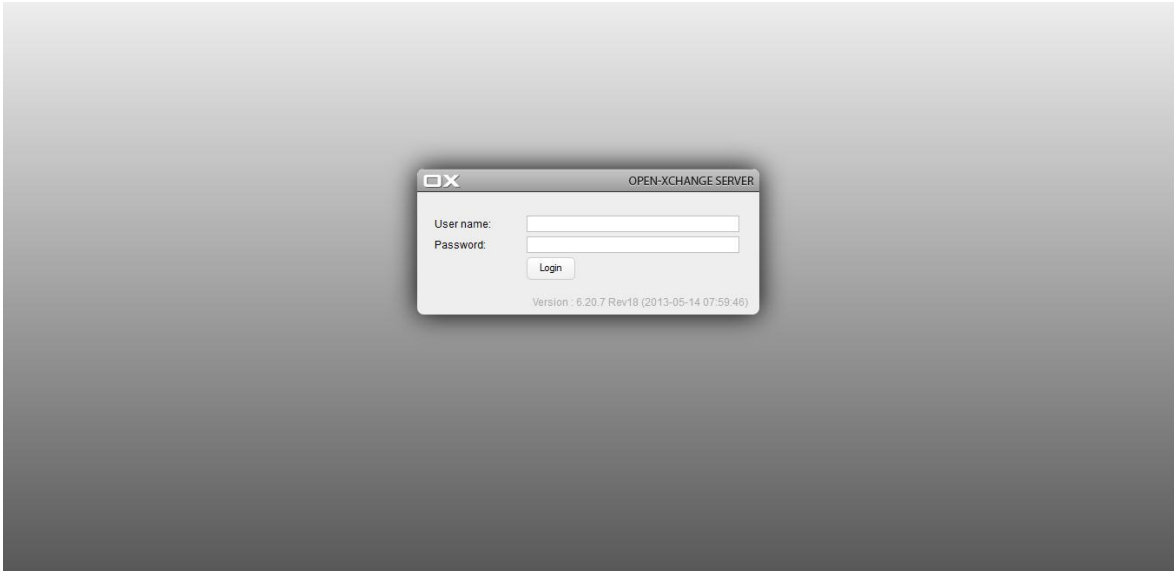 OX OPEN-XCHANGE SERVER
User name:
Password:
Login
Version : 6.20.7 Rev18 (2013-05-14 07:59:46)